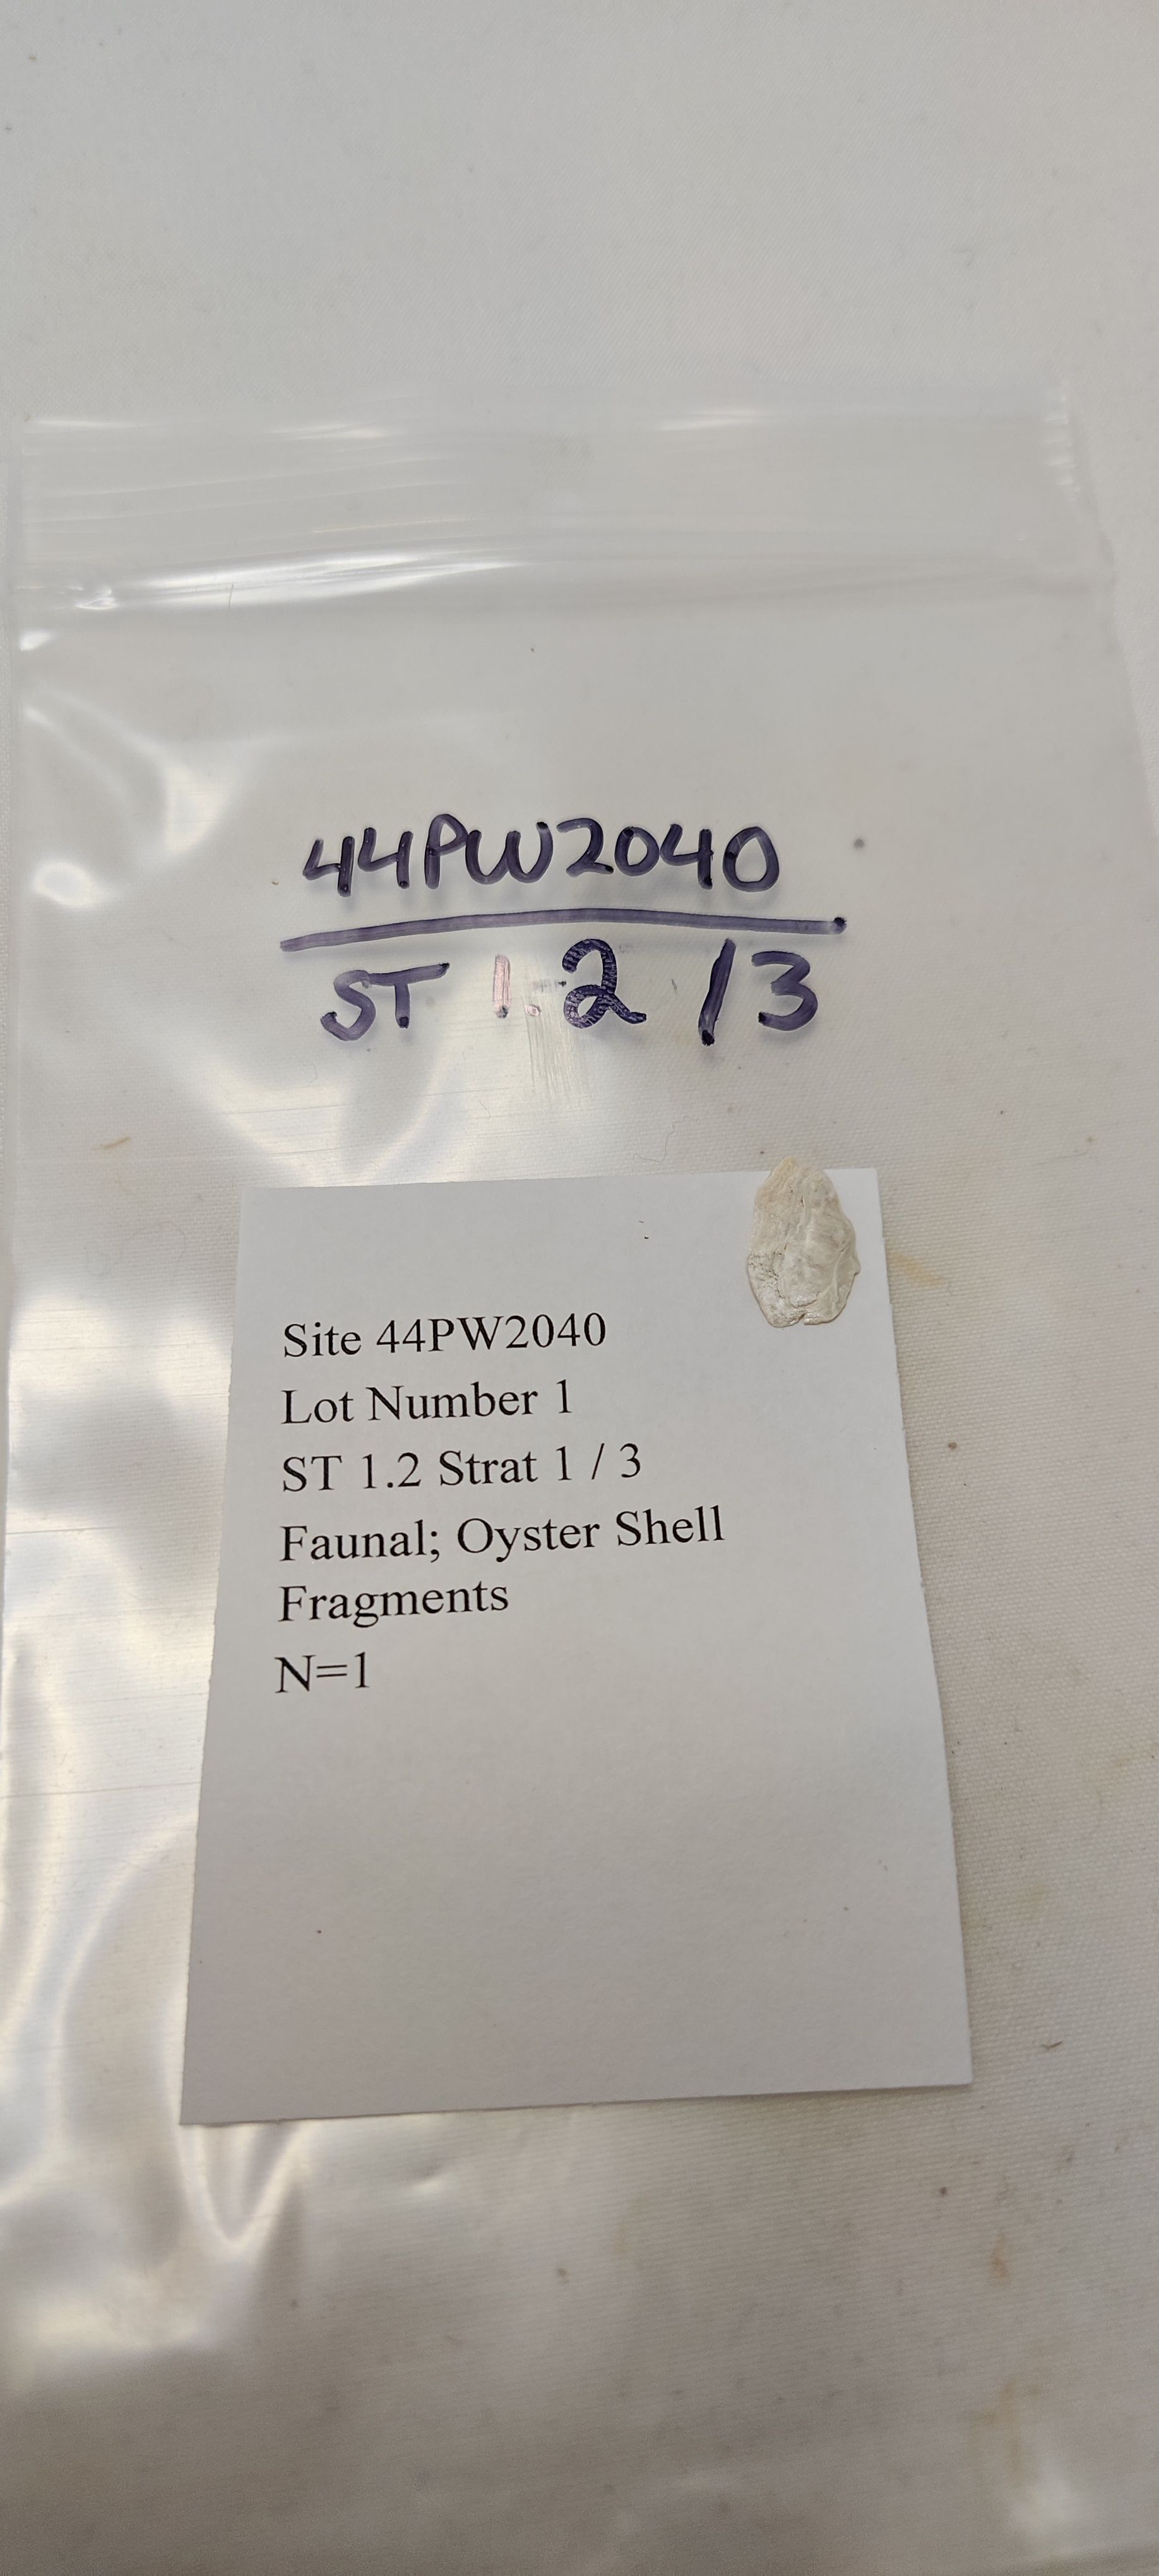 44PW2040
ST 1.2 / 3
Site 44PW2040
Lot Number 1
ST 1.2 Strat 1 / 3
Faunal; Oyster Shell
Fragments
N=1